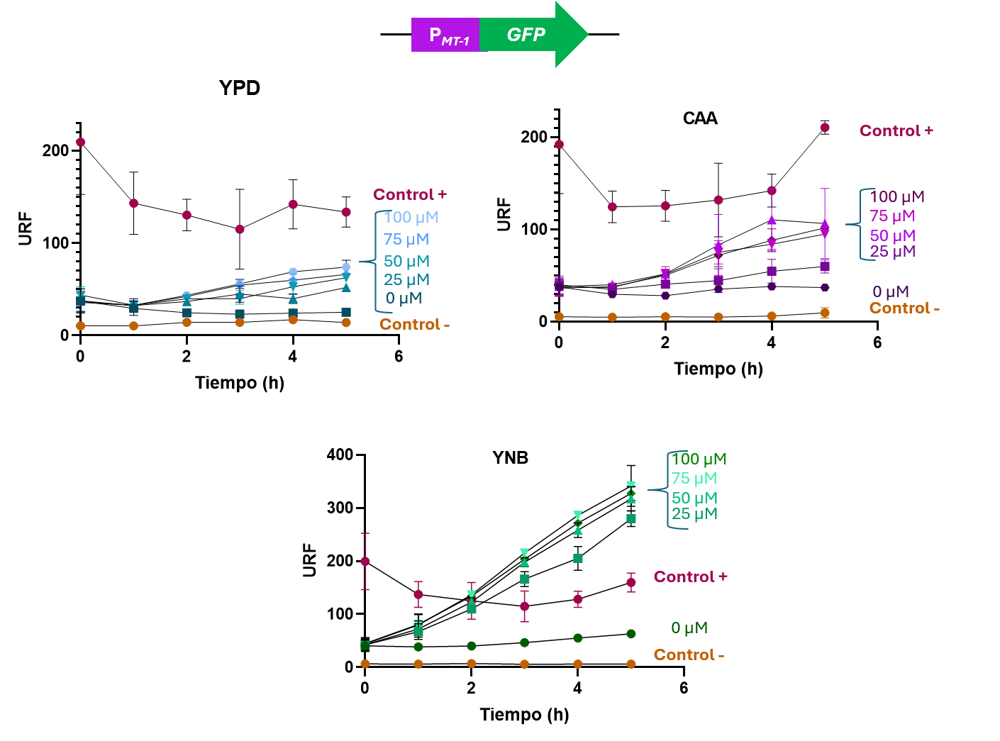 P MT-1 GFP
YPD
URF
200
100
0
0 2 4 6
Tiempo (h)
Control +
100 µM
75 µM
50 µM
25 µM
0 µM
Control -
CAA
URF
200
100
0
0 2 4 6
Tiempo (h)
Control +
100 µM
75 µM
50 µM
25 µM
0 µM
Control -
YNB
URF
400
300
200
100
0
0 2 4 6
Tiempo (h)
100 µM
75 µM
50 µM
25 µM
Control +
0 µM
Control -